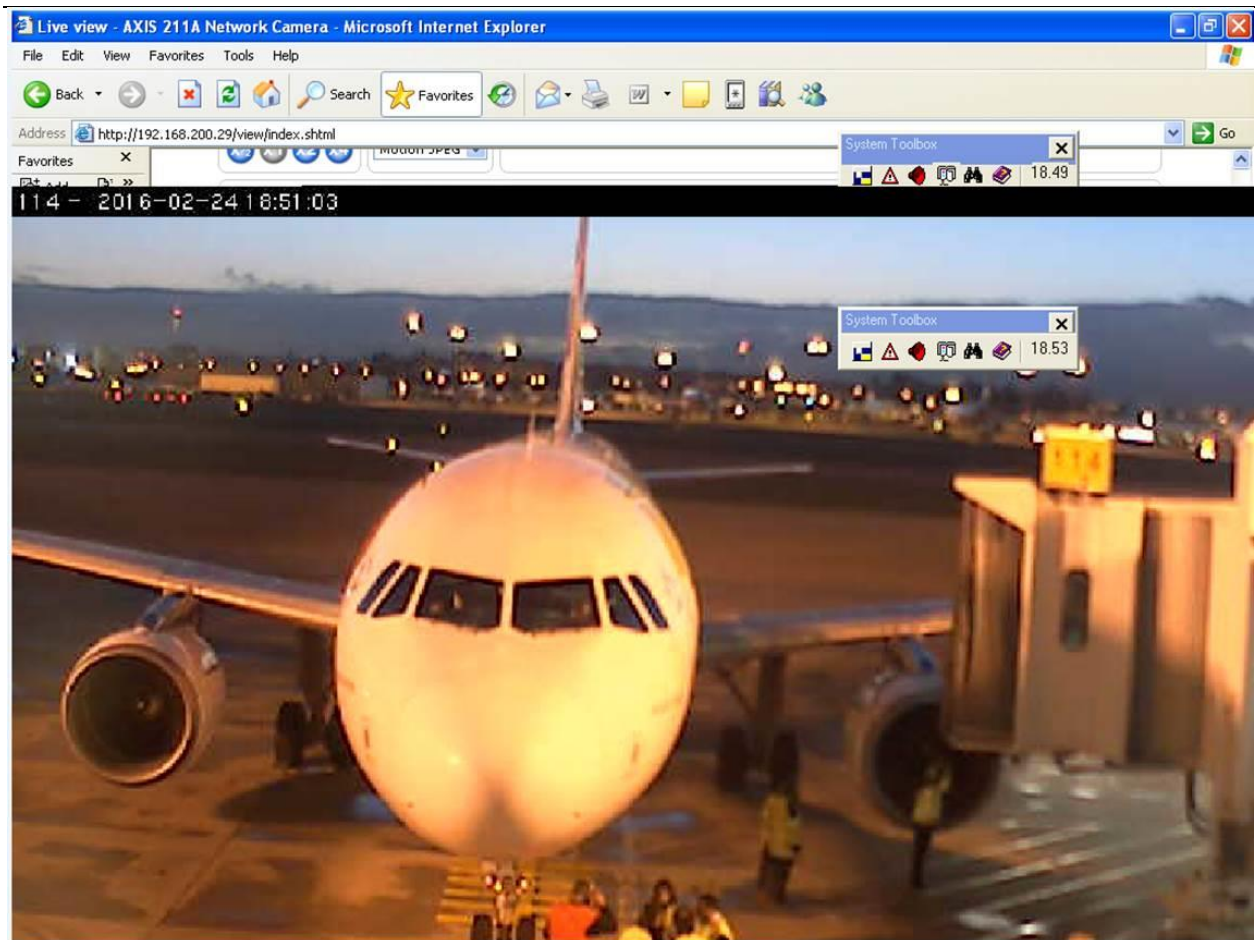 Live view - AXIS 211A Network Camera - Microsoft Internet Explorer
File Edit View Favorites Tools Help
Back Search Favorites
Address http://192.168.200.29/view/index.shtml Go
System Toolbox
Favorites
Motion JPEG
18.49
114 - 2016-02-24 18:51:03
System Toolbox
18.53
114